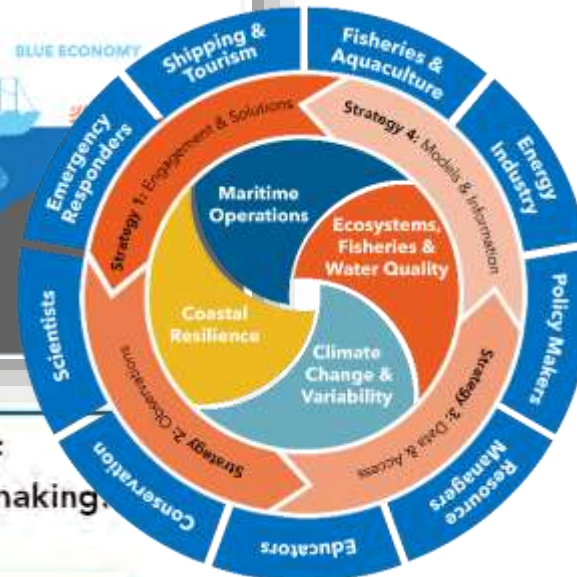 BLUE ECONOMY
Shipping &
Tourism
Fisheries &
Aquaculture
Energy
Industry
Policy Makers
Resource
Managers
Educators
Conservation
Scientists
Emergency
Responders
Strategy 1: Engagement & Solutions
Strategy 4: Models & Information
Strategy 3: Data & Access
Strategy 2: Observations
Maritime
Operations
Ecosystems,
Fisheries &
Water Quality
Climate
Change &
Variability
Coastal
Resilience
:
making.